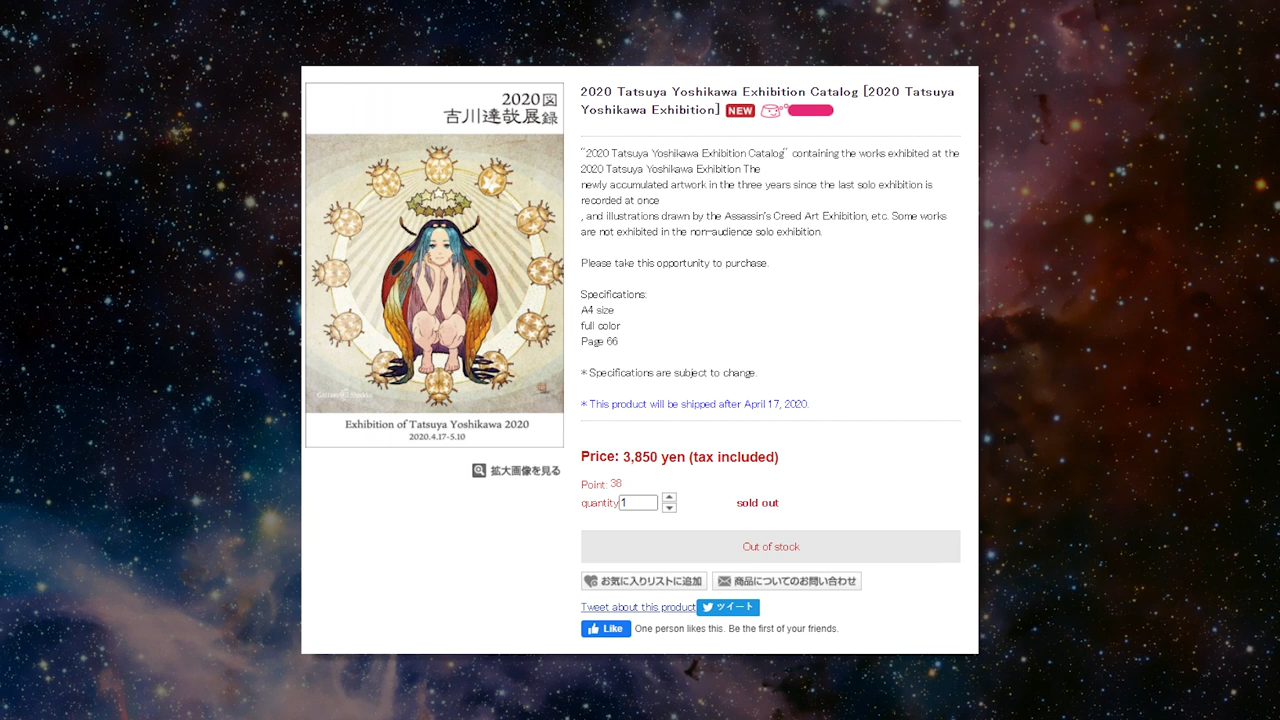 2020図
吉川達哉展録
Exhibition of Tatsuya Yoshikawa 2020
2020.4.17-5.10
拡大画像を見る
2020 Tatsuya Yoshikawa Exhibition Catalog [2020 Tatsuya
Yoshikawa Exhibition] NEW
"2020 Tatsuya Yoshikawa Exhibition Catalog" containing the works exhibited at the
2020 Tatsuya Yoshikawa Exhibition The
newly accumulated artwork in the three years since the last solo exhibition is
recorded at once
, and illustrations drawn by the Assassin's Creed Art Exhibition, etc. Some works
are not exhibited in the non-audience solo exhibition.
Please take this opportunity to purchase.
Specifications:
A4 size
full color
Page 66
* Specifications are subject to change.
* This product will be shipped after April 17, 2020.
Price: 3,850 yen (tax included)
Point: 38
quantity 1 sold out
Out of stock
お気に入りリストに追加 商品についてのお問い合わせ
Tweet about this product ツイート
Like One person likes this. Be the first of your friends.